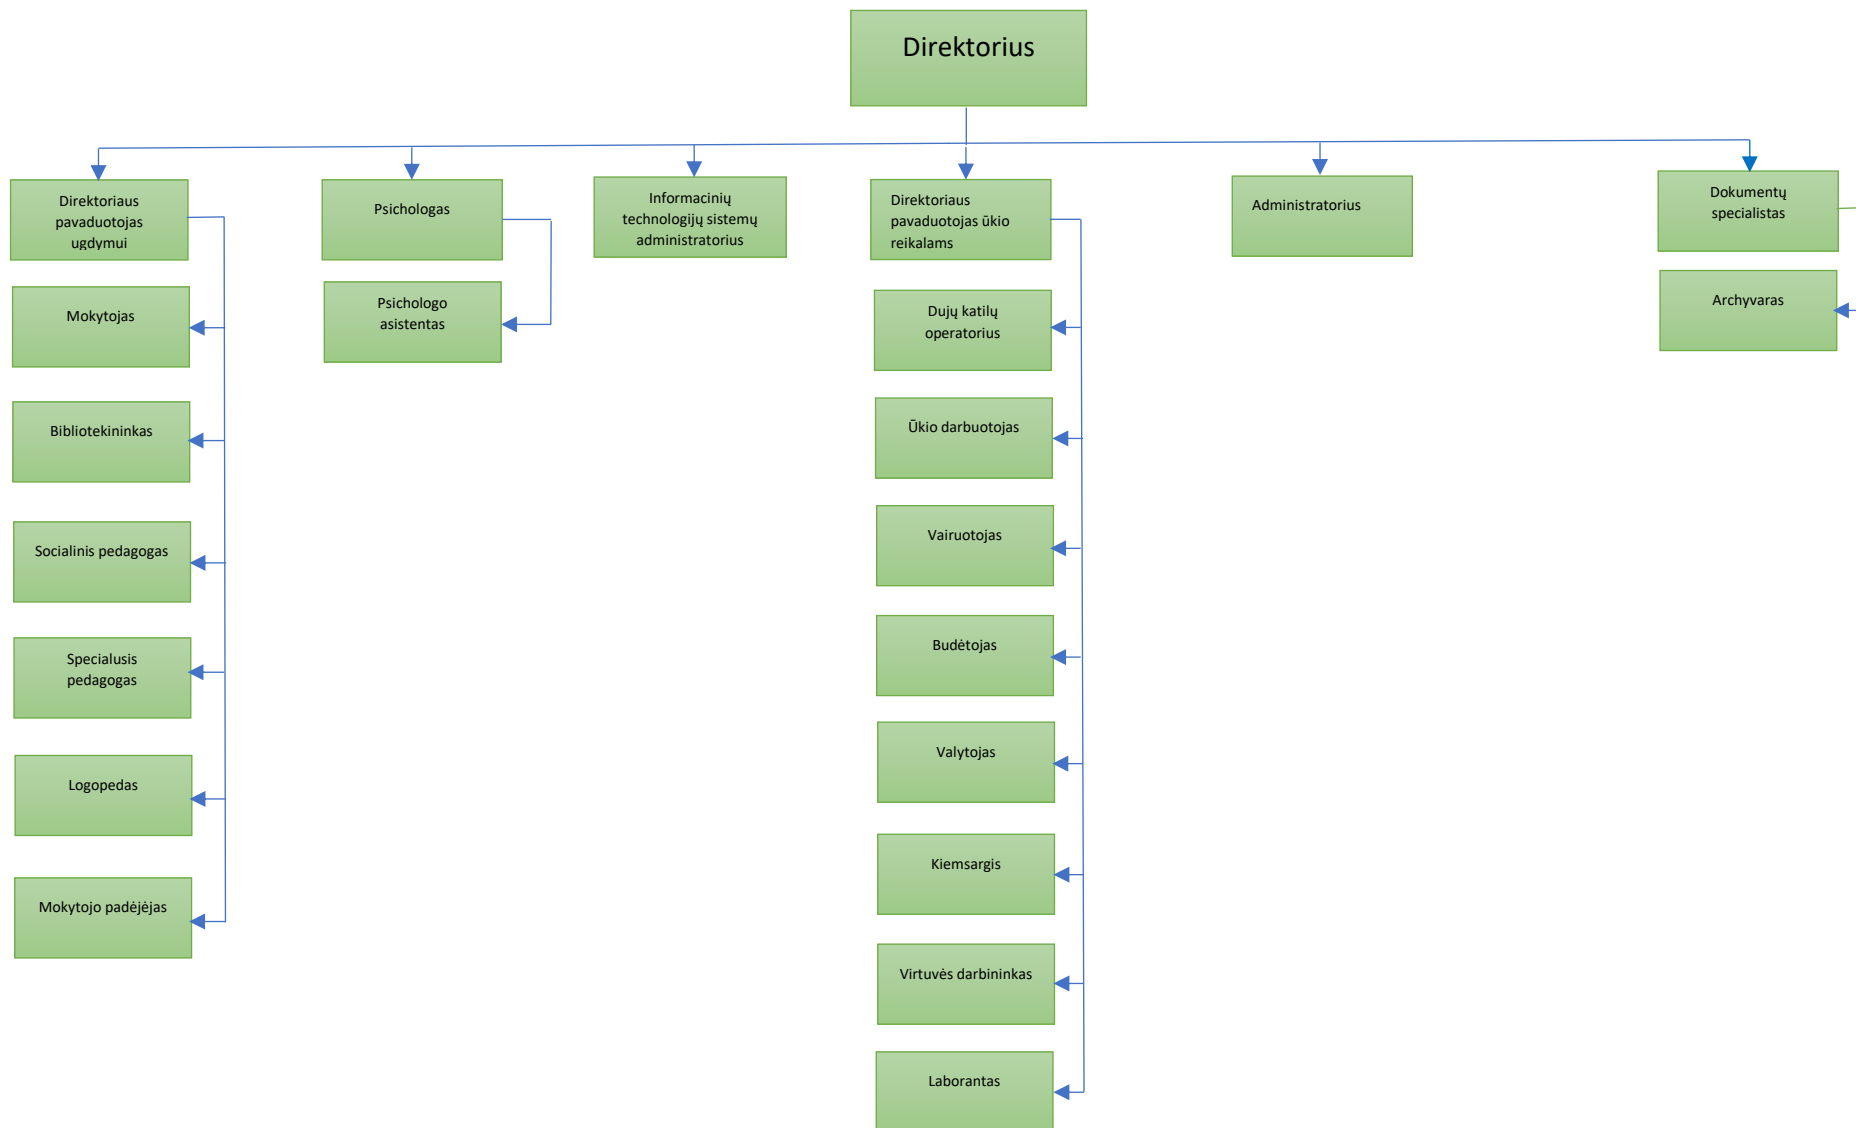 Direktorius
Direktoriaus
pavaduotojas
ugdymui
Psichologas
Informacinių
technologijų sistemų
administratorius
Direktoriaus
pavaduotojas ūkio
reikalams
Administratorius
Dokumentų
specialistas
Mokytojas
Psichologo
asistentas
Dujų katilų
operatorius
Archyvaras
Bibliotekininkas
Ūkio darbuotojas
Socialinis pedagogas
Vairuotojas
Specialusis
pedagogas
Budėtojas
Logopedas
Valytojas
Mokytojo padėjėjas
Kiemsargis
Virtuvės darbininkas
Laborantas